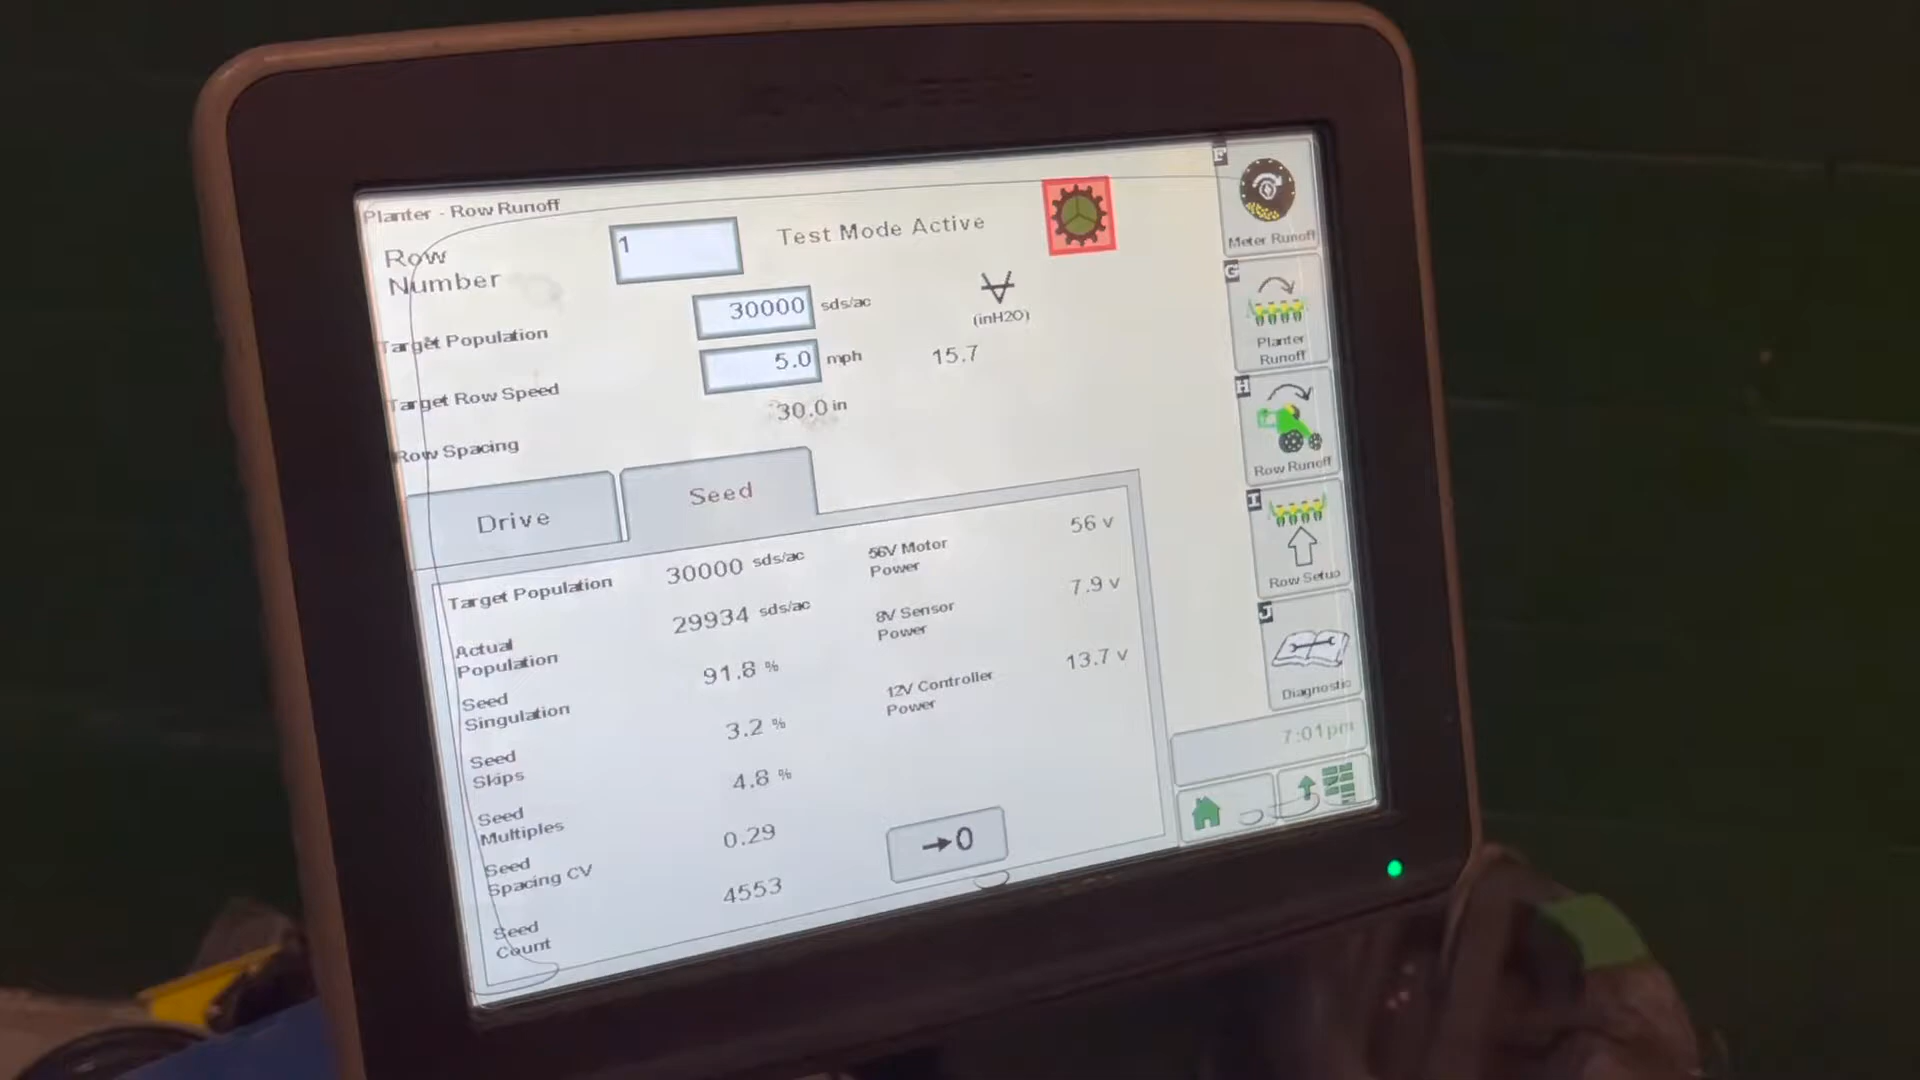 JOHN DEERE
Planter - Row Runoff
Row Number
1
Test Mode Active
Target Population
30000 sds/ac
(inH2O)
Target Row Speed
5.0 mph
15.7
Row Spacing
30.0 in
Drive
Seed
Target Population
30000 sds/ac
Actual Population
29934 sds/ac
Seed Singulation
91.8 %
Seed Skips
3.2 %
Seed Multiples
4.8 %
Seed Spacing CV
0.29
Seed Count
4553
56V Motor Power
56 v
8V Sensor Power
7.9 v
12V Controller Power
13.7 v
→0
F
Meter Runoff
G
Planter Runoff
H
Row Runoff
I
Row Setup
J
Diagnostic
7:01pm